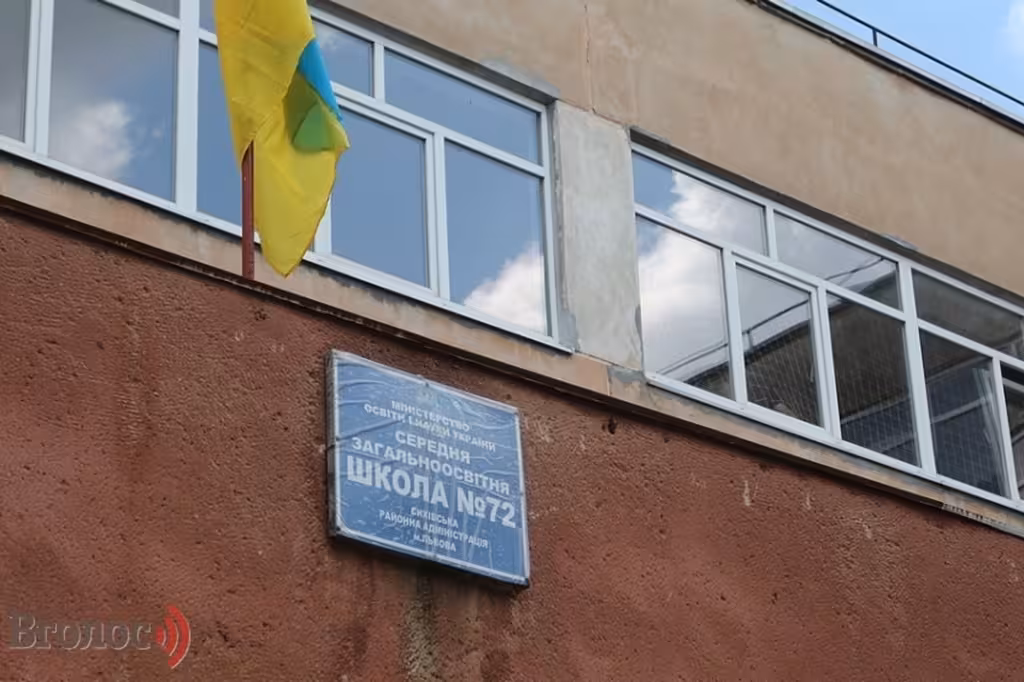 МІНІСТЕРСТВО
ОСВІТИ І НАУКИ УКРАЇНИ
СЕРЕДНЯ
ЗАГАЛЬНООСВІТНЯ
ШКОЛА №72
СИХІВСЬКА
РАЙОННА АДМІНІСТРАЦІЯ
М.ЛЬВОВА
Вголос